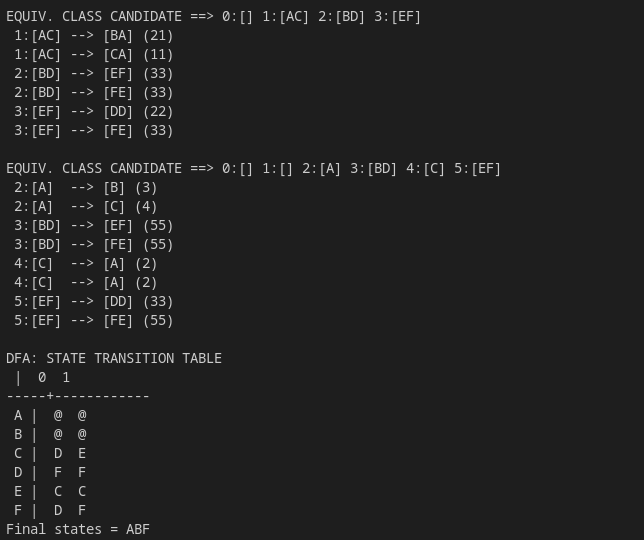 EQUIV. CLASS CANDIDATE ==> 0:[] 1:[AC] 2:[BD] 3:[EF]
1:[AC] --> [BA] (21)
1:[AC] --> [CA] (11)
2:[BD] --> [EF] (33)
2:[BD] --> [FE] (33)
3:[EF] --> [DD] (22)
3:[EF] --> [FE] (33)

EQUIV. CLASS CANDIDATE ==> 0:[] 1:[] 2:[A] 3:[BD] 4:[C] 5:[EF]
2:[A]  --> [B] (3)
2:[A]  --> [C] (4)
3:[BD] --> [EF] (55)
3:[BD] --> [FE] (55)
4:[C]  --> [A] (2)
4:[C]  --> [A] (2)
5:[EF] --> [DD] (33)
5:[EF] --> [FE] (55)

DFA: STATE TRANSITION TABLE
 |  0  1
-----+------------
A |  @  @
B |  @  @
C |  D  E
D |  F  F
E |  C  C
F |  D  F
Final states = ABF